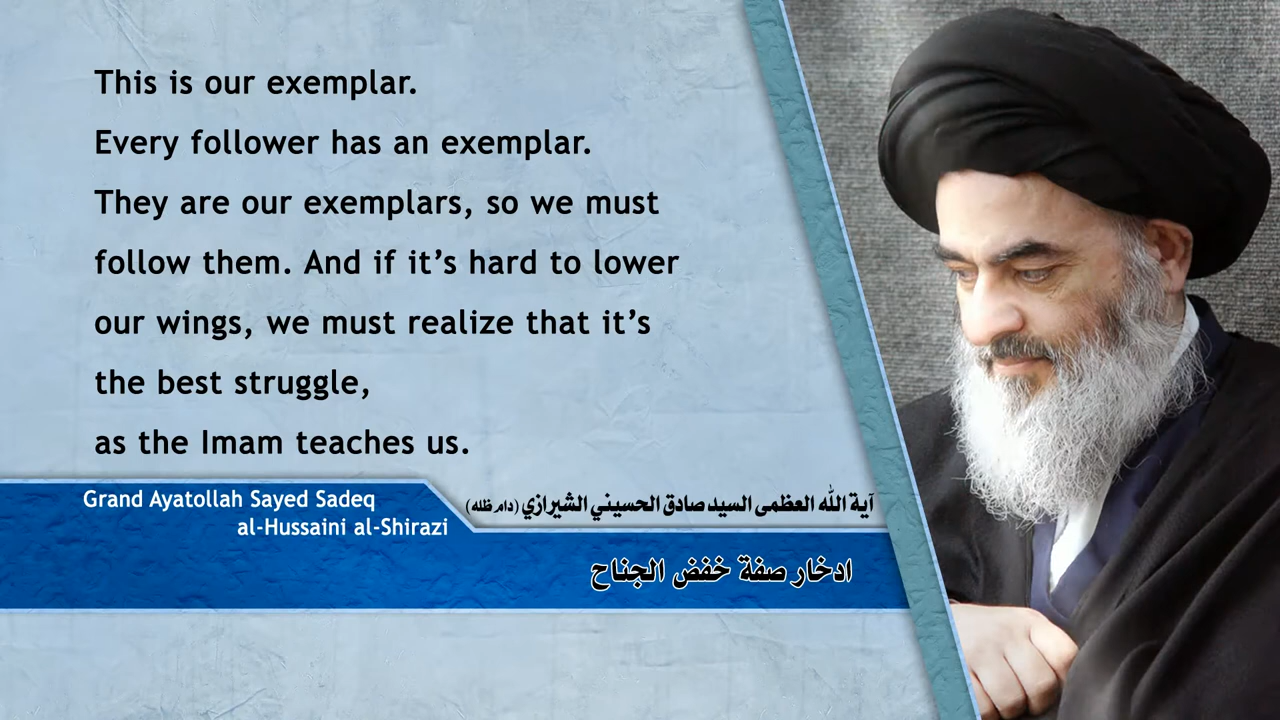 This is our exemplar.
Every follower has an exemplar.
They are our exemplars, so we must
follow them. And if it’s hard to lower
our wings, we must realize that it’s
the best struggle,
as the Imam teaches us.
Grand Ayatollah Sayed Sadeq
al-Hussaini al-Shirazi
آية الله العظمى السيد صادق الحسيني الشيرازي (دام ظله)
ادخار صفة خفض الجناح